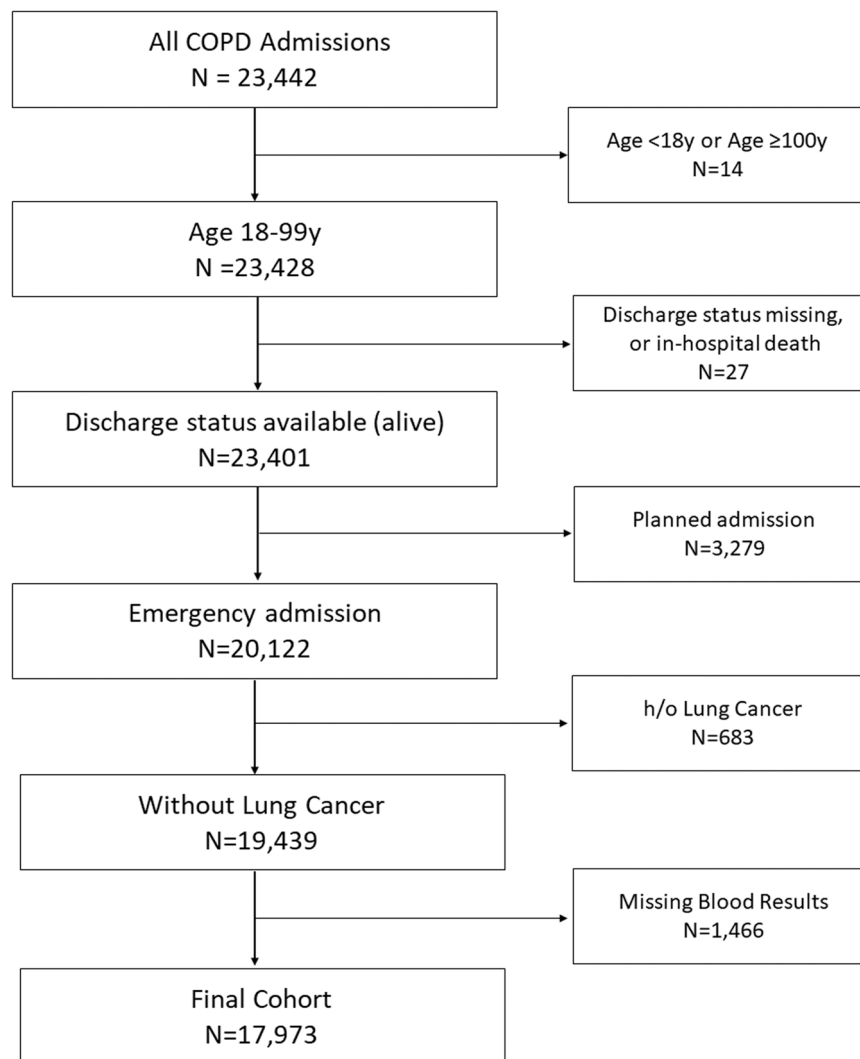 All COPD Admissions
N = 23,442
Age <18y or Age ≥100y
N=14
Age 18-99y
N =23,428
Discharge status missing,
or in-hospital death
N=27
Discharge status available (alive)
N=23,401
Planned admission
N=3,279
Emergency admission
N=20,122
h/o Lung Cancer
N=683
Without Lung Cancer
N=19,439
Missing Blood Results
N=1,466
Final Cohort
N=17,973